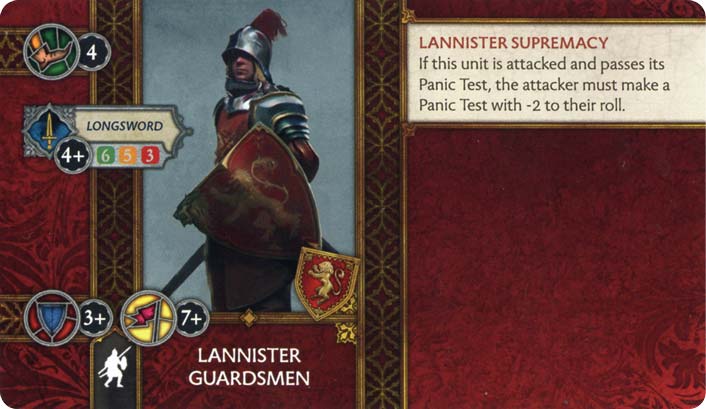 4
LONGSWORD
4+ 6 5 3
3+ 7+
LANNISTER
GUARDSMEN
LANNISTER SUPREMACY
If this unit is attacked and passes its
Panic Test, the attacker must make a
Panic Test with -2 to their roll.